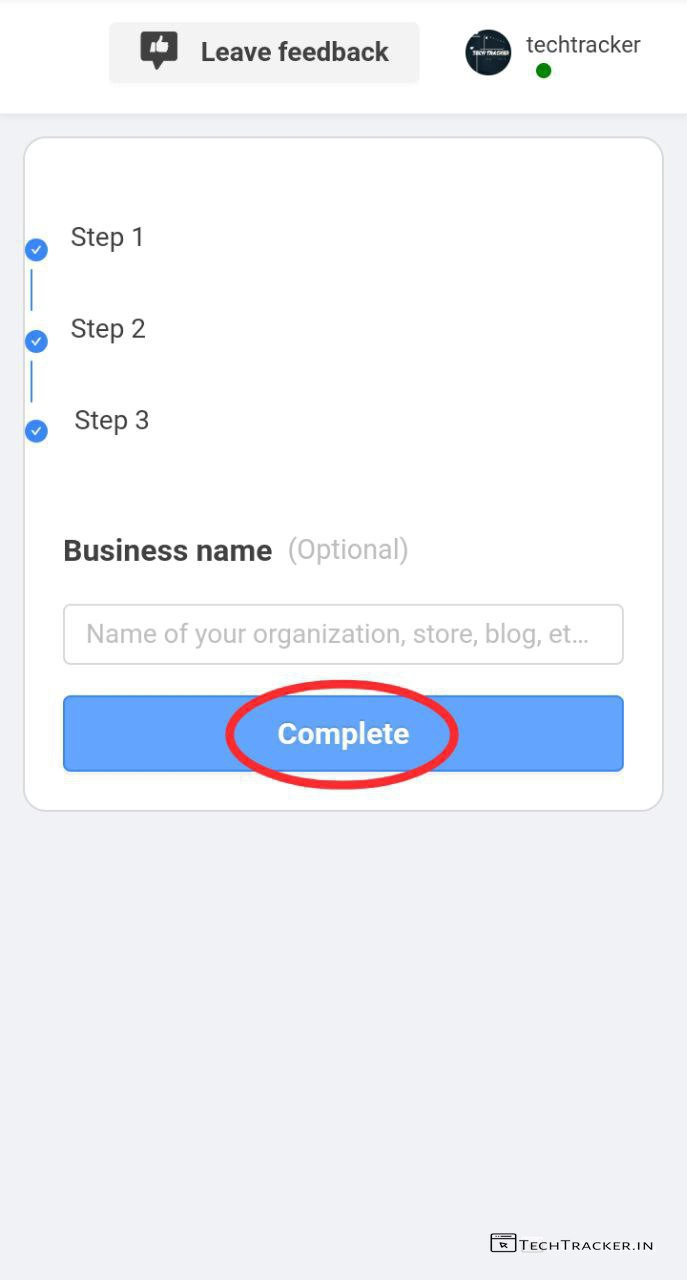 Leave feedback
techtracker
TECH TRACKER
Step 1
Step 2
Step 3
Business name (Optional)
Name of your organization, store, blog, et...
Complete
TECHTRACKER.IN